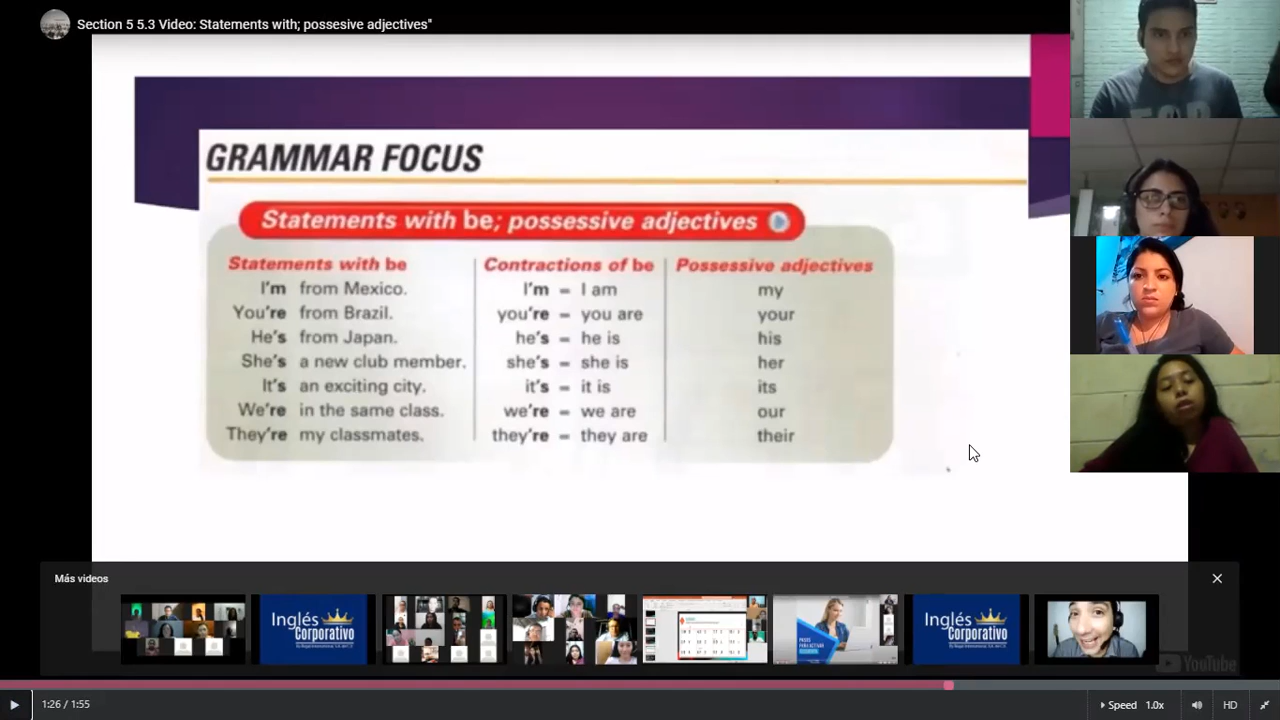 Section 5 5.3 Video: Statements with; possesive adjectives"
GRAMMAR FOCUS
Statements with be; possessive adjectives
Statements with be
I'm from Mexico.
You're from Brazil.
He's from Japan.
She's a new club member.
It's an exciting city.
We're in the same class.
They're my classmates.
Contractions of be
I'm = I am
you're = you are
he's = he is
she's = she is
it's = it is
we're = we are
they're = they are
Possessive adjectives
my
your
his
her
its
our
their
Más videos
Inglés
Corporativo
Inglés
Corporativo
YouTube
1:26 / 1:55
Speed 1.0x
HD